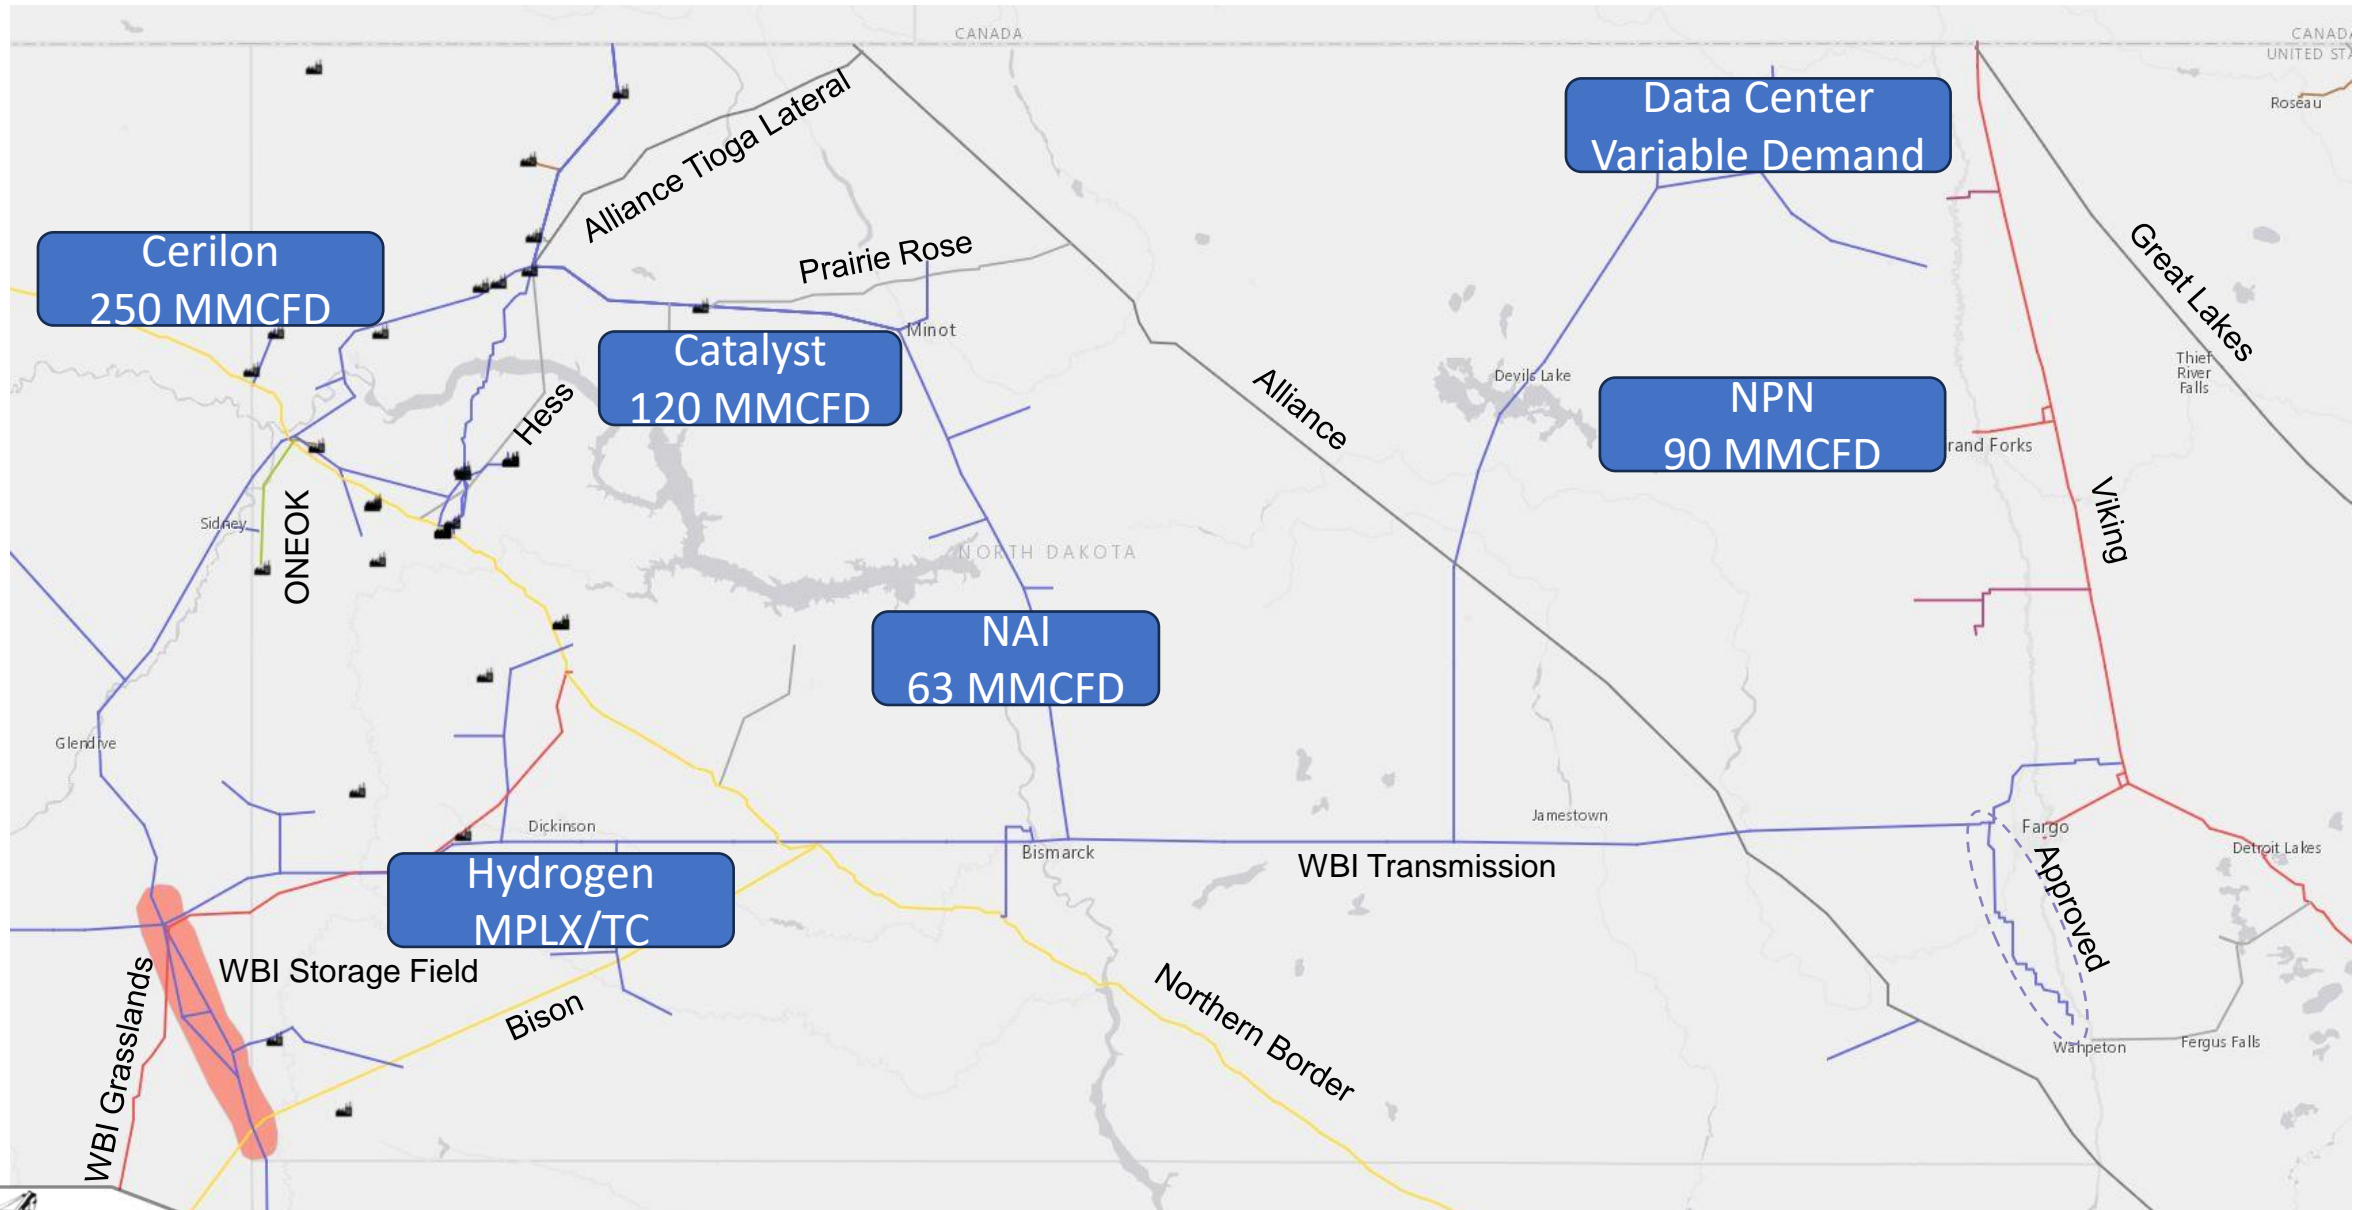 CANADA
CANADA
UNITED STA
Roseau
Data Center
Variable Demand
Alliance Tioga Lateral
Prairie Rose
Great Lakes
Cerilon
250 MMCFD
Minot
Catalyst
120 MMCFD
Thief
River
Falls
Devils Lake
Alliance
Hess
NPN
90 MMCFD
rand Forks
Viking
Sidney
ONEOK
NORTH DAKOTA
NAI
63 MMCFD
Glendive
Dickinson
Bismarck
WBI Transmission
Jamestown
Fargo
Detroit Lakes
Approved
Hydrogen
MPLX/TC
WBI Storage Field
WBI Grasslands
Bison
Northern Border
Wahpeton
Fergus Falls